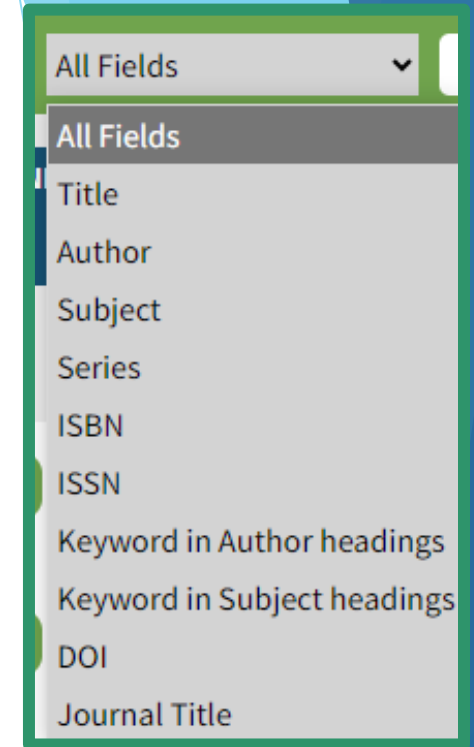 All Fields
All Fields
Title
Author
Subject
Series
ISBN
ISSN
Keyword in Author headings
Keyword in Subject headings
DOI
Journal Title